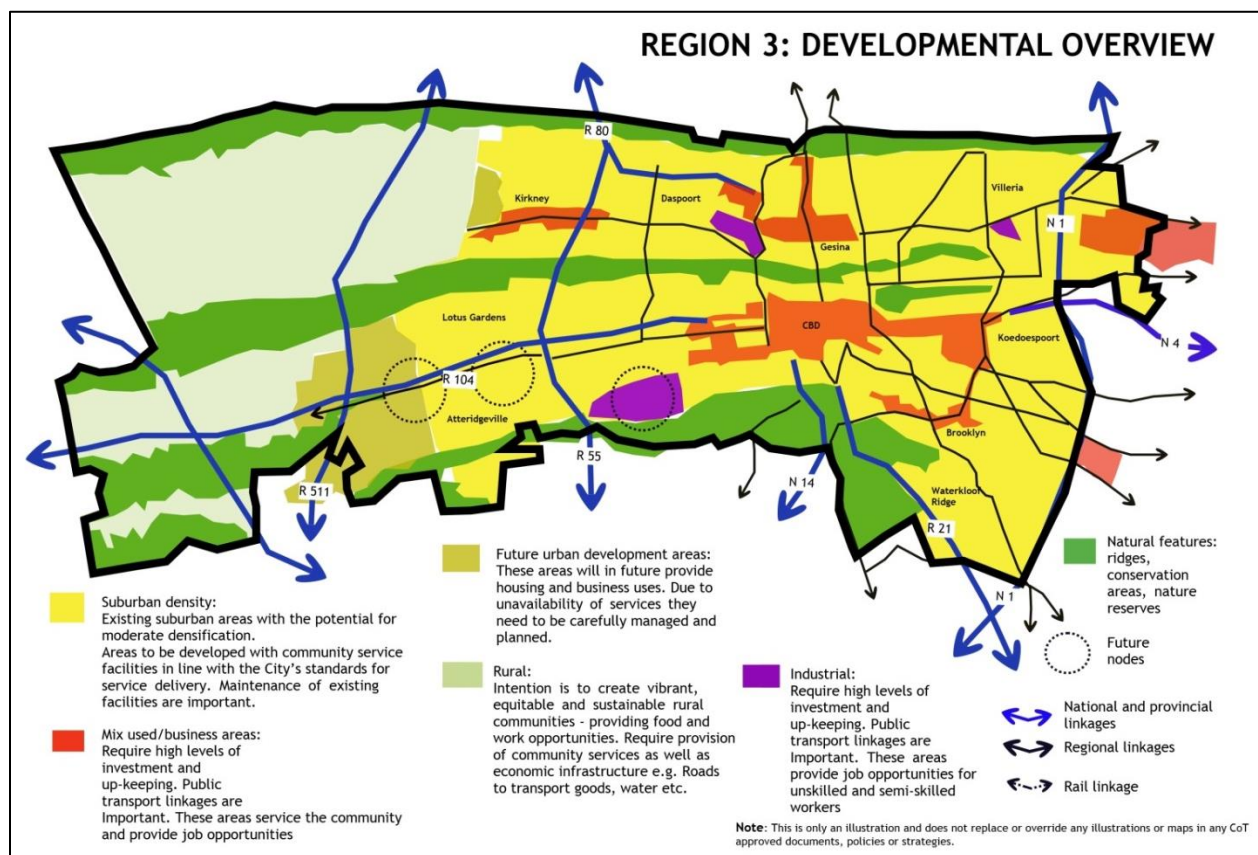 REGION 3: DEVELOPMENTAL OVERVIEW
R 80
Kirkney
Daspoort
Villeria
N 1
Gesina
Lotus Gardens
CBD
Koedoespoort
N 4
R 104
Atteridgeville
Brooklyn
R 55
R 511
N 14
Waterkloof
Ridge
R 21
N 1
Suburban density:
Existing suburban areas with the potential for
moderate densification.
Areas to be developed with community service
facilities in line with the City's standards for
service delivery. Maintenance of existing
facilities are important.
Mix used/business areas:
Require high levels of
investment and
up-keeping. Public
transport linkages are
Important. These areas service the community
and provide job opportunities
Future urban development areas:
These areas will in future provide
housing and business uses. Due to
unavailability of services they
need to be carefully managed and
planned.
Rural:
Intention is to create vibrant,
equitable and sustainable rural
communities - providing food and
work opportunities. Require provision
of community services as well as
economic infrastructure e.g. Roads
to transport goods, water etc.
Industrial:
Require high levels of
investment and
up-keeping. Public
transport linkages are
Important. These areas
provide job opportunities for
unskilled and semi-skilled
workers
Natural features:
ridges,
conservation
areas, nature
reserves
Future
nodes
National and provincial
linkages
Regional linkages
Rail linkage
Note: This is only an illustration and does not replace or override any illustrations or maps in any CoT
approved documents, policies or strategies.